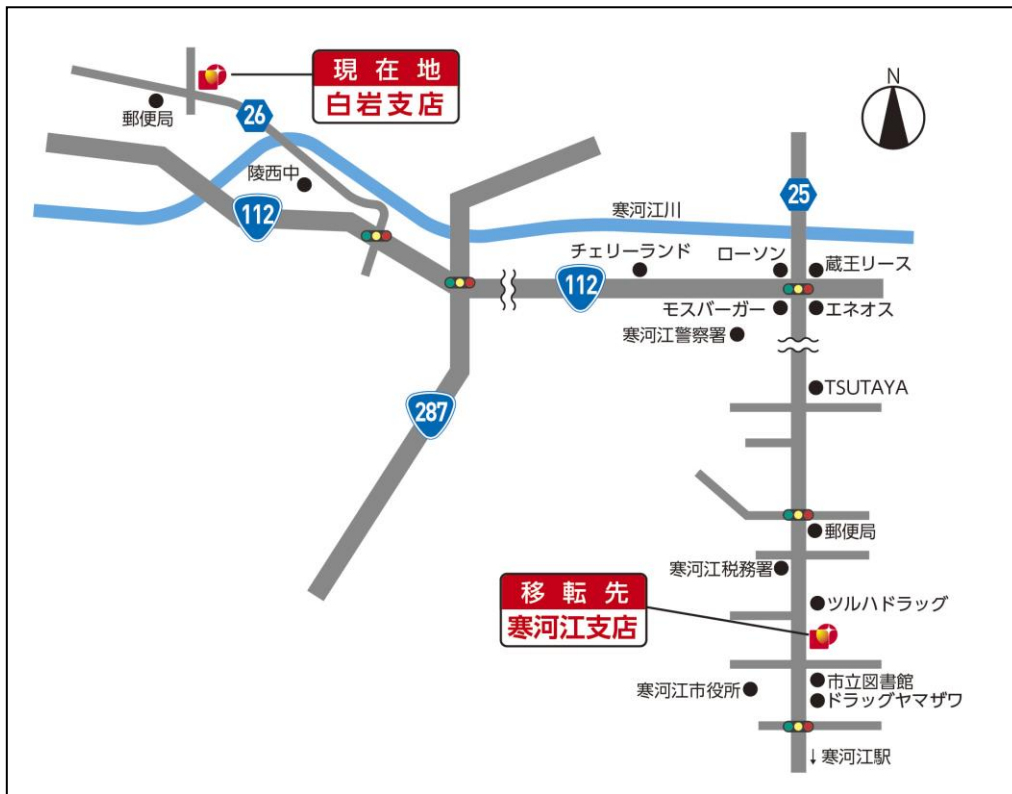 現在地
白岩支店
N
郵便局
26
陵西中
25
112
寒河江川
チェリーランド
ローソン
蔵王リース
112
モスバーガー
エネオス
寒河江警察署
TSUTAYA
287
郵便局
寒河江税務署
移転先
寒河江支店
ツルハドラッグ
寒河江市役所
市立図書館
ドラッグヤマザワ
↓寒河江駅